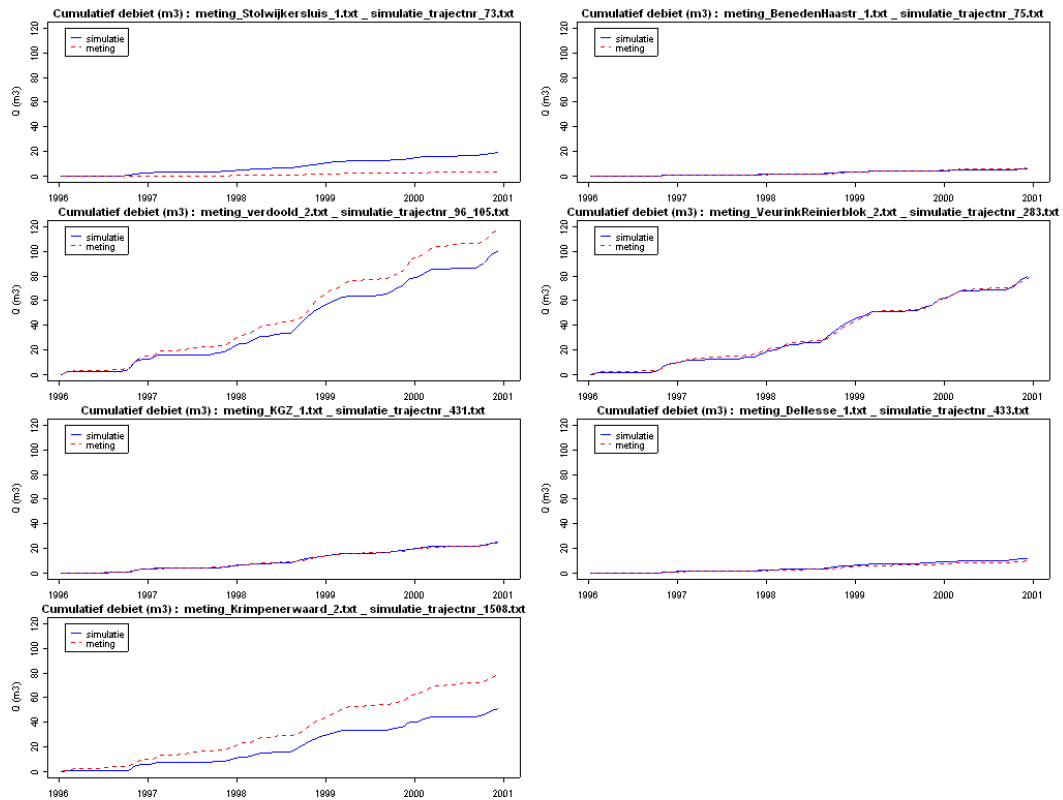 Cumulatief debiet (m3) : meting_Stolwijkersluis_1.txt _ simulatie_trajectnr_73.txt
simulatie
meting
Q (m3)
0 20 40 60 80 100 120
1996 1997 1998 1999 2000 2001
Cumulatief debiet (m3) : meting_BenedenHaastr_1.txt _ simulatie_trajectnr_75.txt
simulatie
meting
Q (m3)
0 20 40 60 80 100 120
1996 1997 1998 1999 2000 2001
Cumulatief debiet (m3) : meting_verdoold_2.txt _ simulatie_trajectnr_96_105.txt
simulatie
meting
Q (m3)
0 20 40 60 80 100 120
1996 1997 1998 1999 2000 2001
Cumulatief debiet (m3) : meting_VeurinkReinierblok_2.txt _ simulatie_trajectnr_283.txt
simulatie
meting
Q (m3)
0 20 40 60 80 100 120
1996 1997 1998 1999 2000 2001
Cumulatief debiet (m3) : meting_KGZ_1.txt _ simulatie_trajectnr_431.txt
simulatie
meting
Q (m3)
0 20 40 60 80 100 120
1996 1997 1998 1999 2000 2001
Cumulatief debiet (m3) : meting_DeNesse_1.txt _ simulatie_trajectnr_433.txt
simulatie
meting
Q (m3)
0 20 40 60 80 100 120
1996 1997 1998 1999 2000 2001
Cumulatief debiet (m3) : meting_Krimpenerwaard_2.txt _ simulatie_trajectnr_1508.txt
simulatie
meting
Q (m3)
0 20 40 60 80 100 120
1996 1997 1998 1999 2000 2001